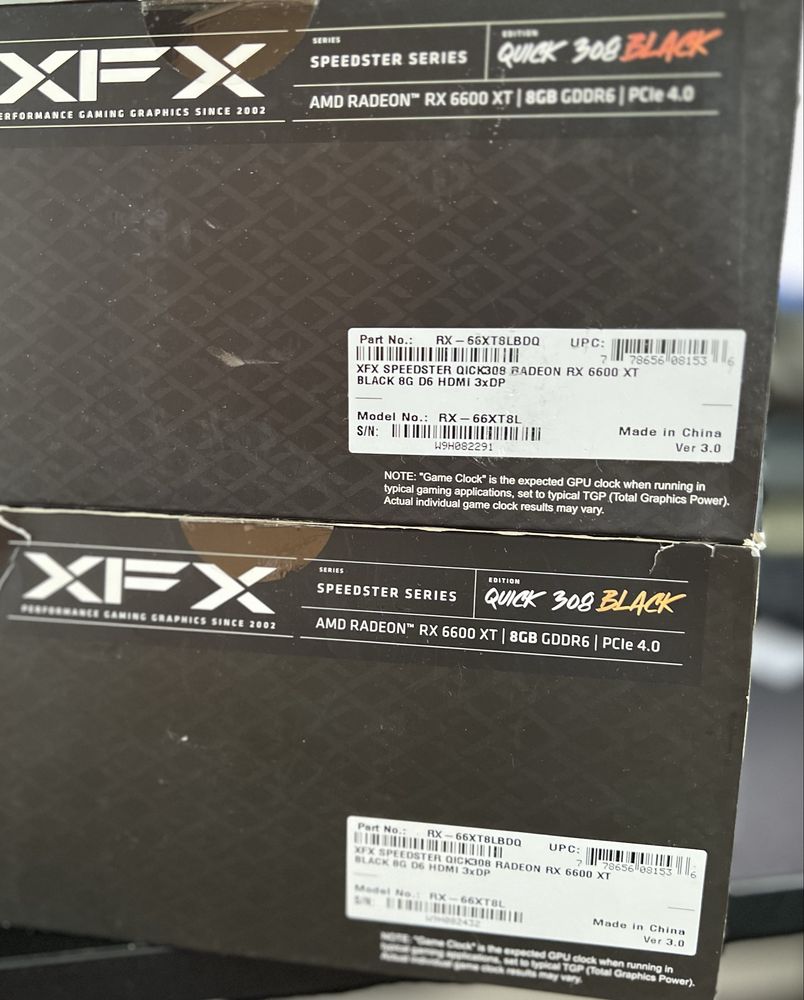 XFX
PERFORMANCE GAMING GRAPHICS SINCE 2002
SERIES
SPEEDSTER SERIES
EDITION
QUICK 308 BLACK
AMD RADEON™ RX 6600 XT | 8GB GDDR6 | PCIe 4.0
Part No.: RX-66XT8LBDQ UPC: 7 78656 08153 6
XFX SPEEDSTER QICK308 RADEON RX 6600 XT
BLACK 8G D6 HDMI 3xDP
Model No.: RX-66XT8L
S/N: W9H082291
Made in China
Ver 3.0
NOTE: "Game Clock" is the expected GPU clock when running in
typical gaming applications, set to typical TGP (Total Graphics Power).
Actual individual game clock results may vary.
XFX
PERFORMANCE GAMING GRAPHICS SINCE 2002
SERIES
SPEEDSTER SERIES
EDITION
QUICK 308 BLACK
AMD RADEON™ RX 6600 XT | 8GB GDDR6 | PCIe 4.0
Part No.: RX-66XT8LBDQ UPC: 7 78656 08153 6
XFX SPEEDSTER QICK308 RADEON RX 6600 XT
BLACK 8G D6 HDMI 3xDP
Model No.: RX-66XT8L
S/N: W9H082432
Made in China
Ver 3.0
NOTE: "Game Clock" is the expected GPU clock when running in
typical gaming applications, set to typical TGP (Total Graphics Power).
Actual individual game clock results may vary.